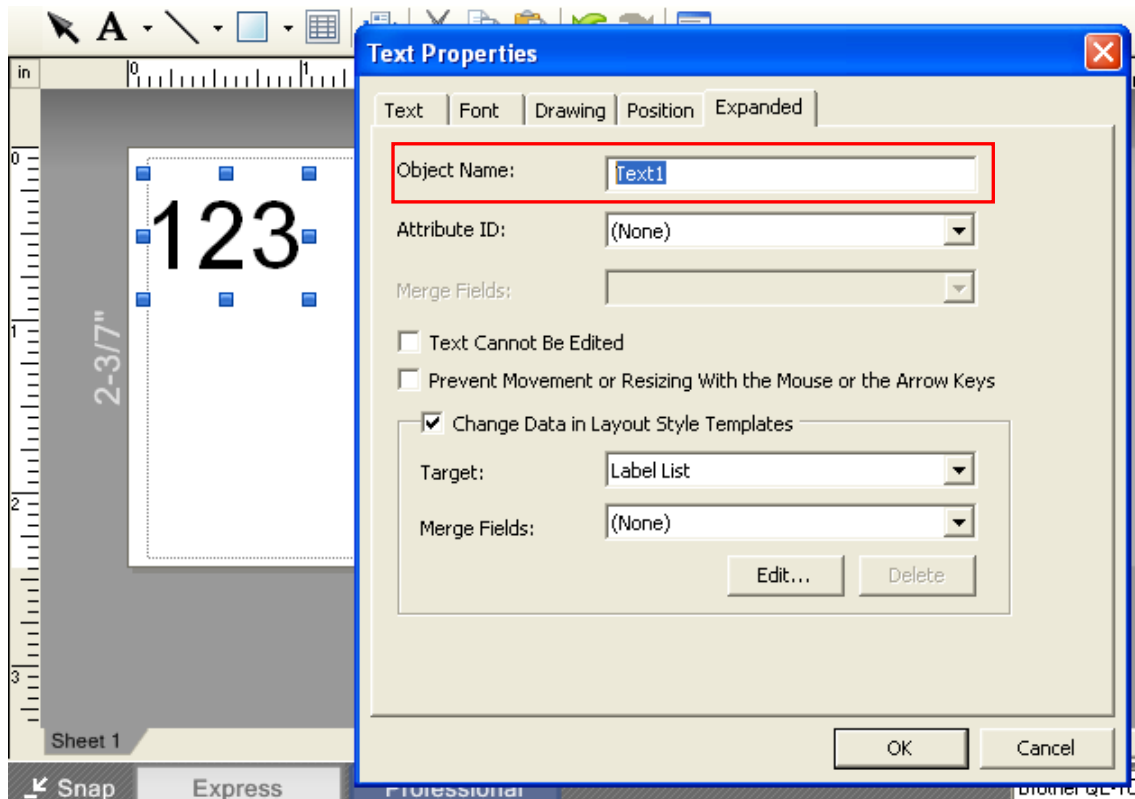 A
Text Properties
in
0
1
Text
Font
Drawing
Position
Expanded
Object Name:
Text1
Attribute ID:
(None)
Merge Fields:
Text Cannot Be Edited
Prevent Movement or Resizing With the Mouse or the Arrow Keys
Change Data in Layout Style Templates
Target:
Label List
Merge Fields:
(None)
Edit...
Delete
OK
Cancel
0
1
2
3
2-3/7"
123
Sheet 1
Snap
Express
Professional